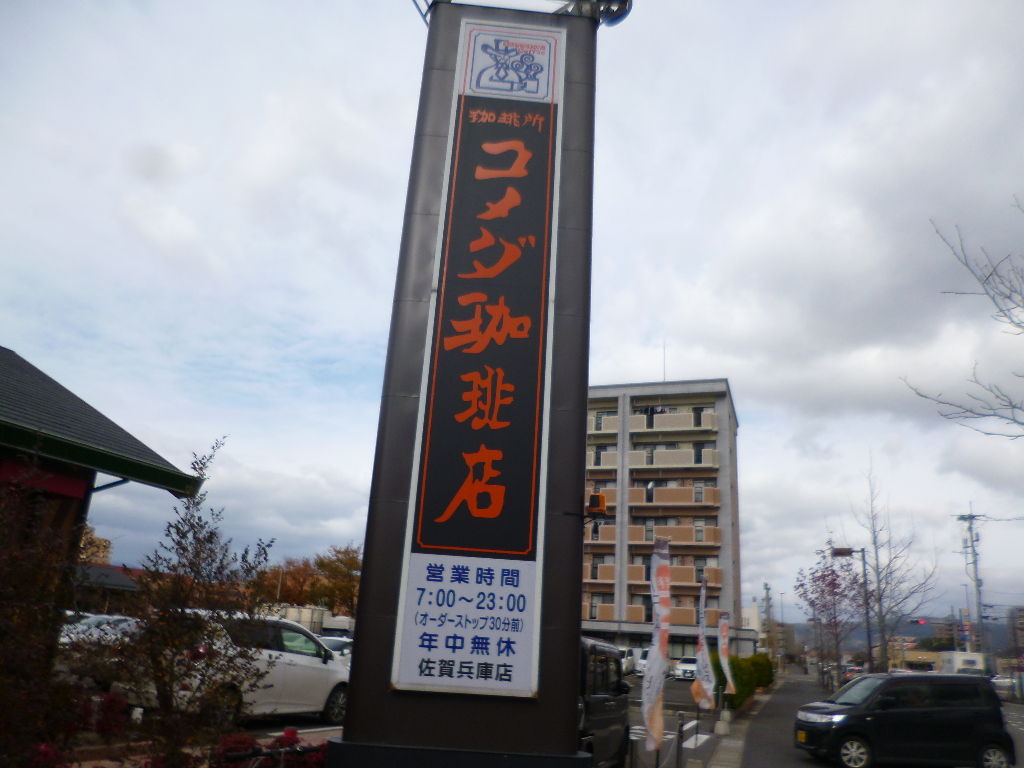 珈琲所
コメダ珈琲店
営業時間
7:00〜23:00
(オーダーストップ30分前)
年中無休
佐賀兵庫店